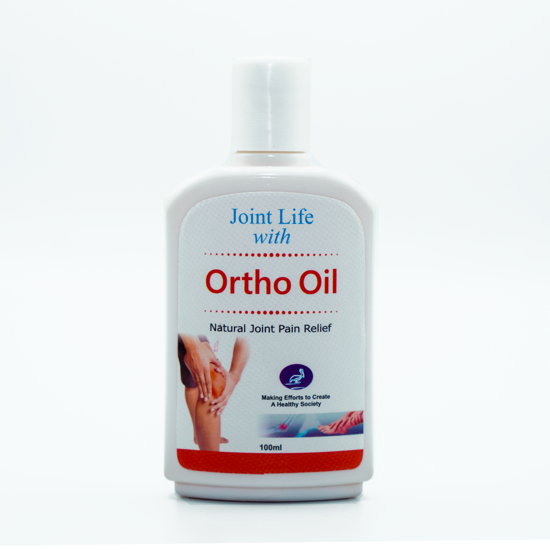 Joint Life
with
Ortho Oil
Natural Joint Pain Relief
Making Efforts to Create
A Healthy Society
100ml